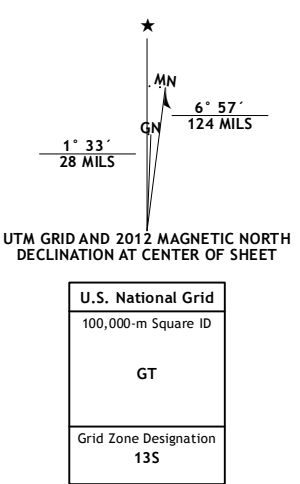 ★
MN
6° 57´
124 MILS
GN
1° 33´
28 MILS
UTM GRID AND 2012 MAGNETIC NORTH
DECLINATION AT CENTER OF SHEET
U.S. National Grid
100,000-m Square ID
GT
Grid Zone Designation
13S